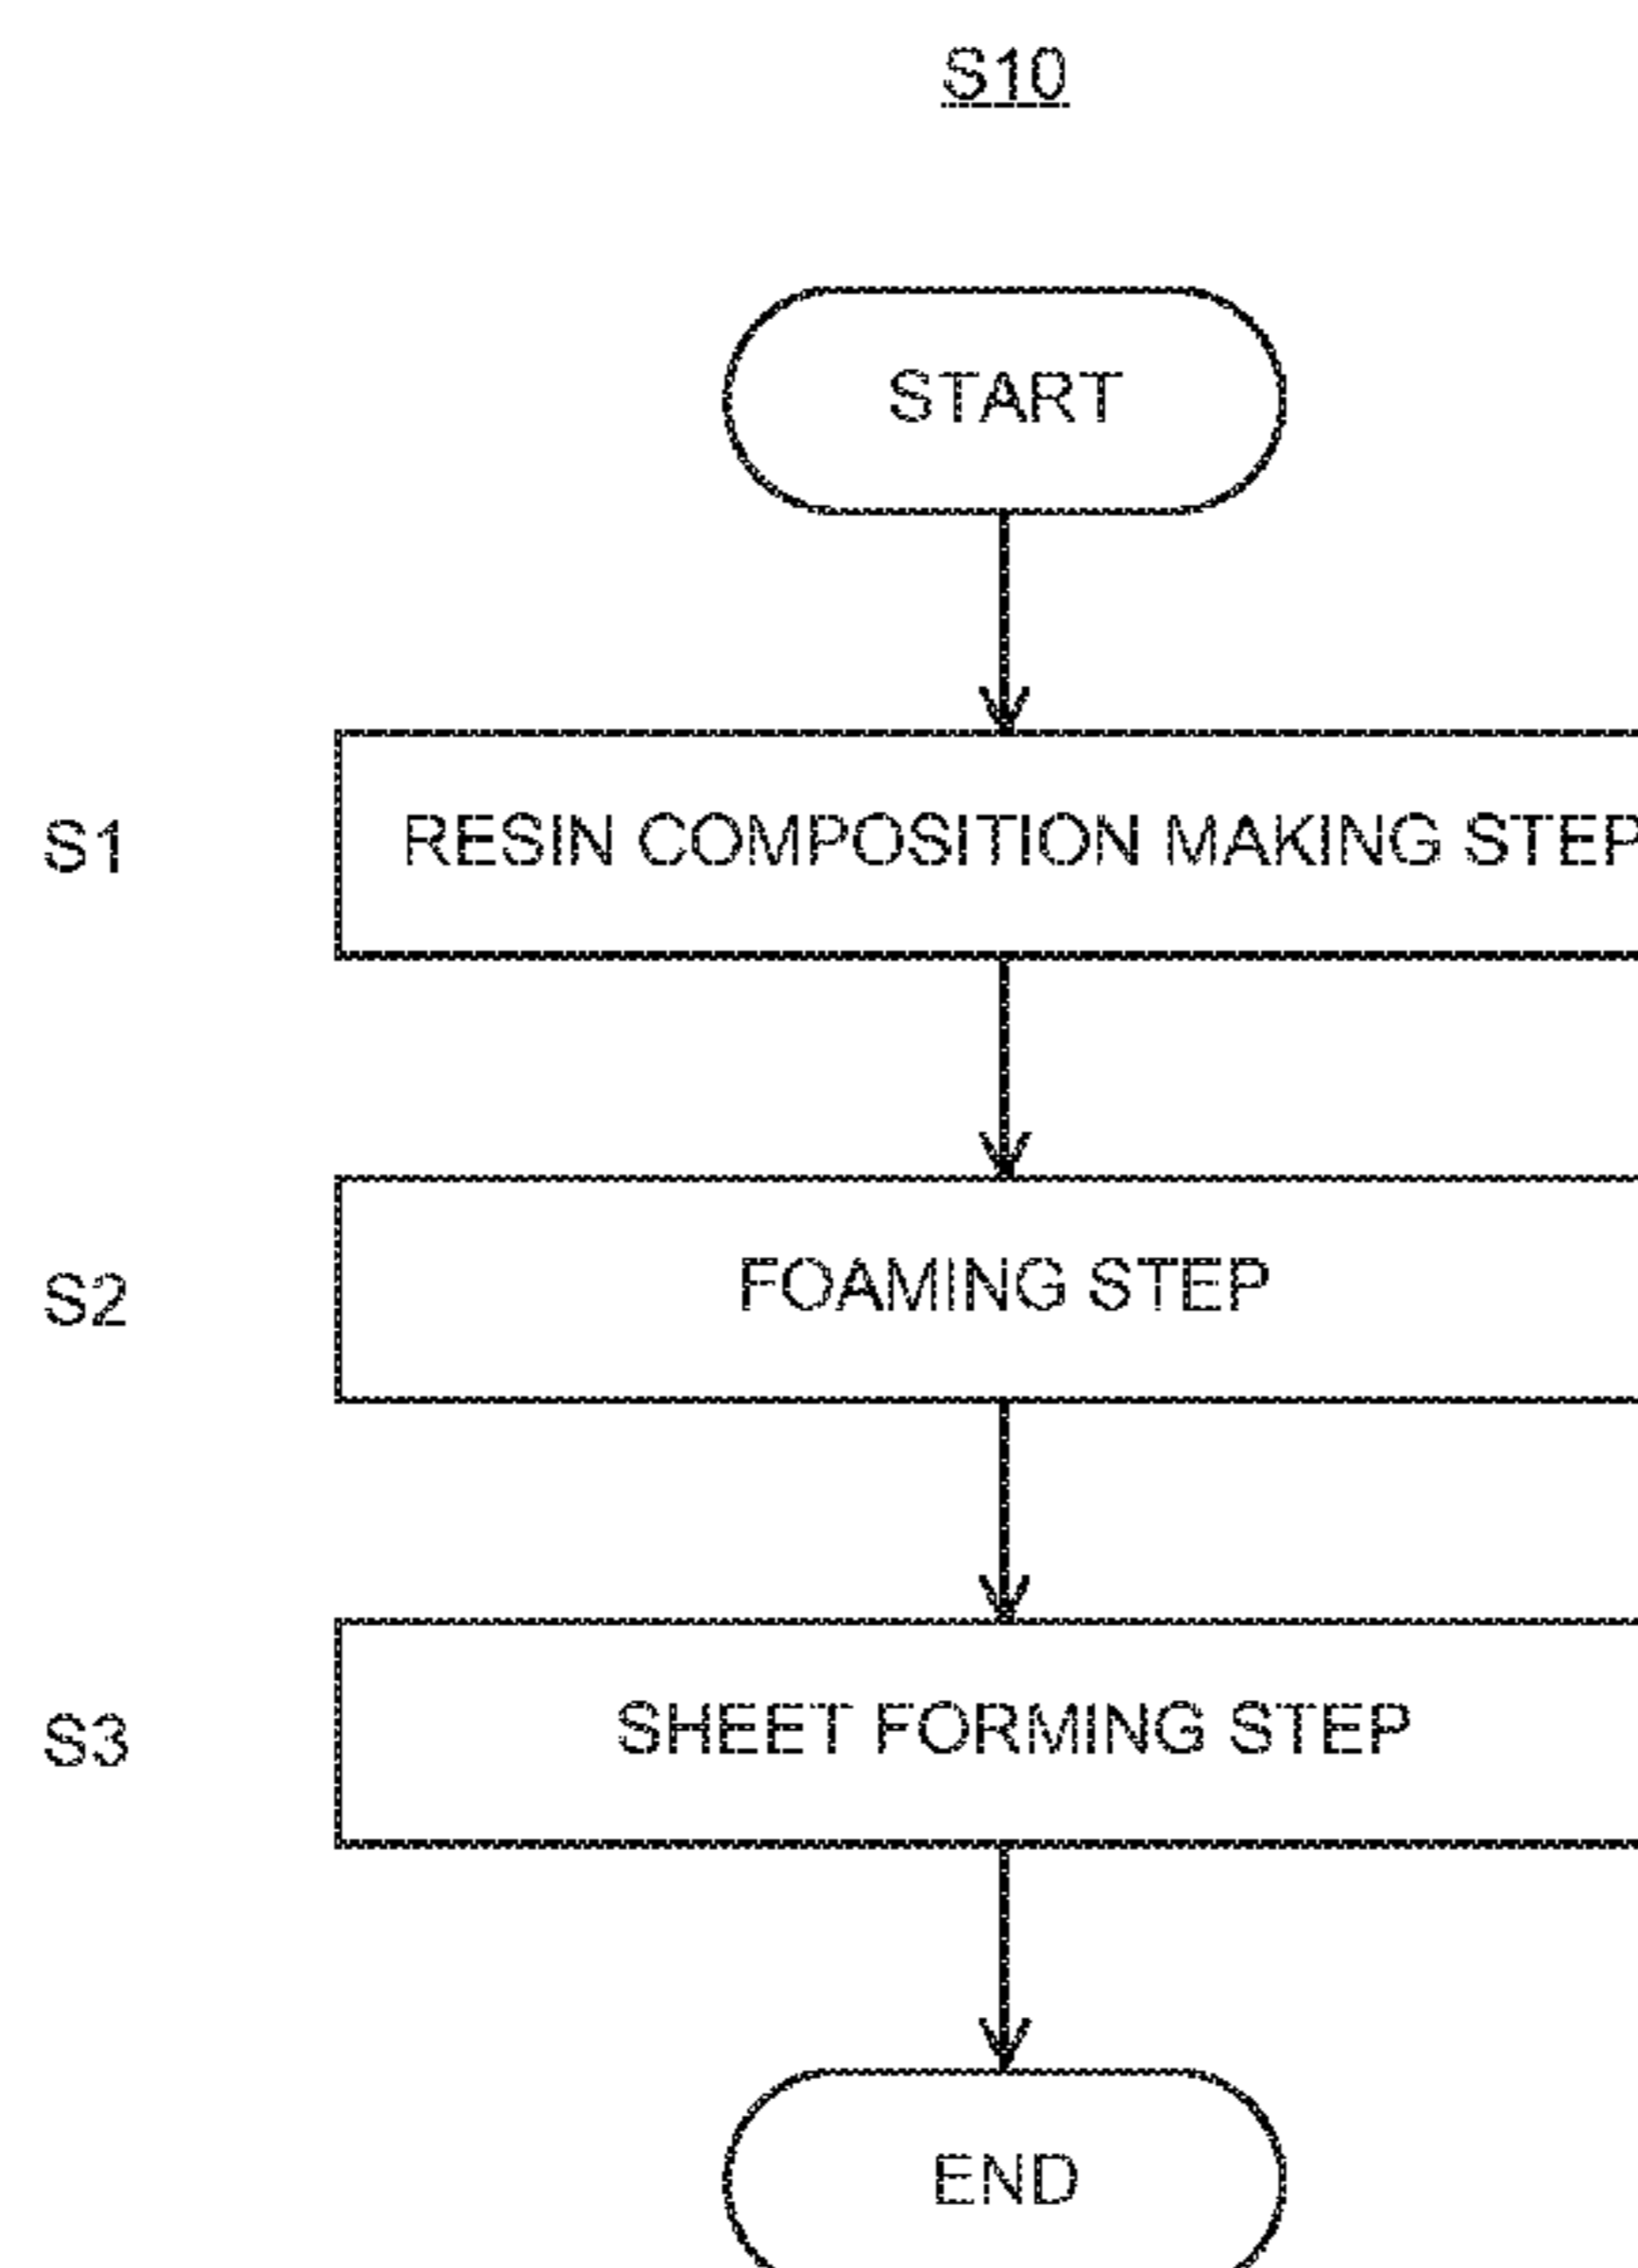 S10
START
S1 RESIN COMPOSITION MAKING STEP
S2 FOAMING STEP
S3 SHEET FORMING STEP
END